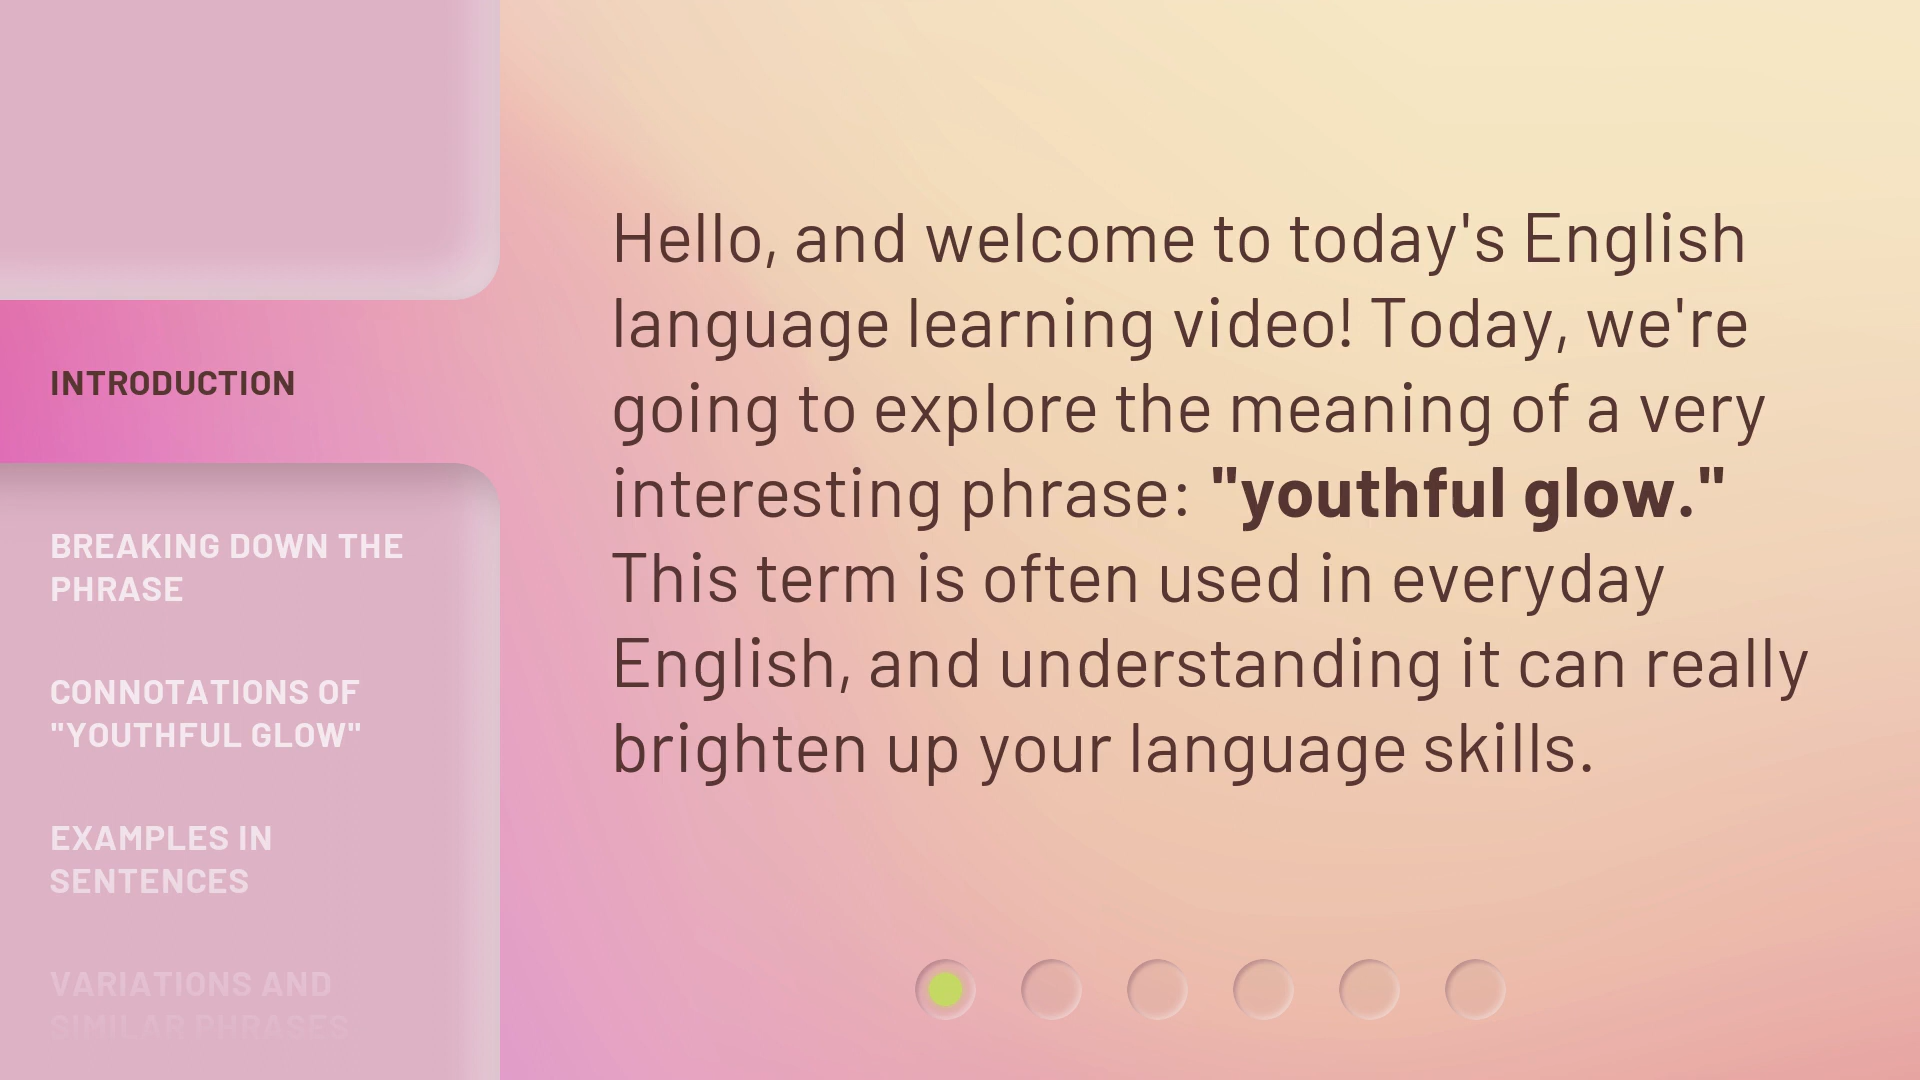 INTRODUCTION
BREAKING DOWN THE
PHRASE
CONNOTATIONS OF
"YOUTHFUL GLOW"
EXAMPLES IN
SENTENCES
VARIATIONS AND
SIMILAR PHRASES
Hello, and welcome to today's English
language learning video! Today, we're
going to explore the meaning of a very
interesting phrase: "youthful glow."
This term is often used in everyday
English, and understanding it can really
brighten up your language skills.